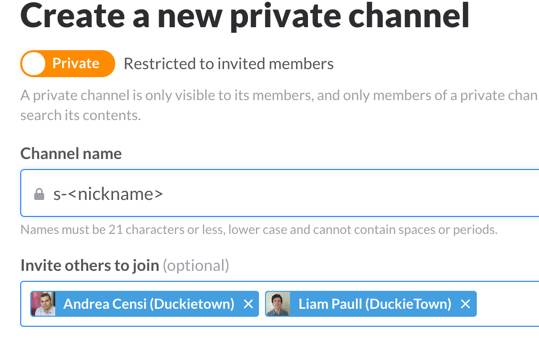 Create a new private channel
Private Restricted to invited members
A private channel is only visible to its members, and only members of a private chan
search its contents.
Channel name
s-<nickname>
Names must be 21 characters or less, lower case and cannot contain spaces or periods.
Invite others to join (optional)
Andrea Censi (Duckietown) × Liam Paull (DuckieTown) ×